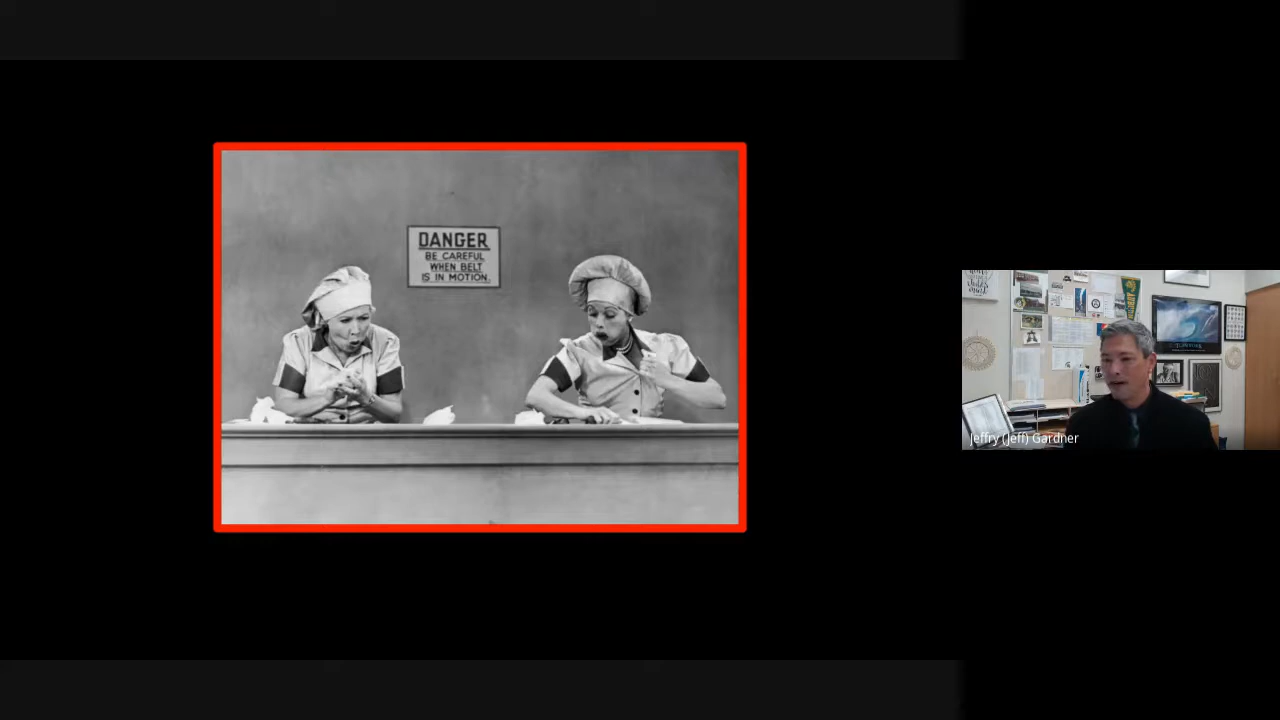 DANGER
BE CAREFUL
WHEN BELT
IS IN MOTION.
Jeffry (Jeff) Gardner